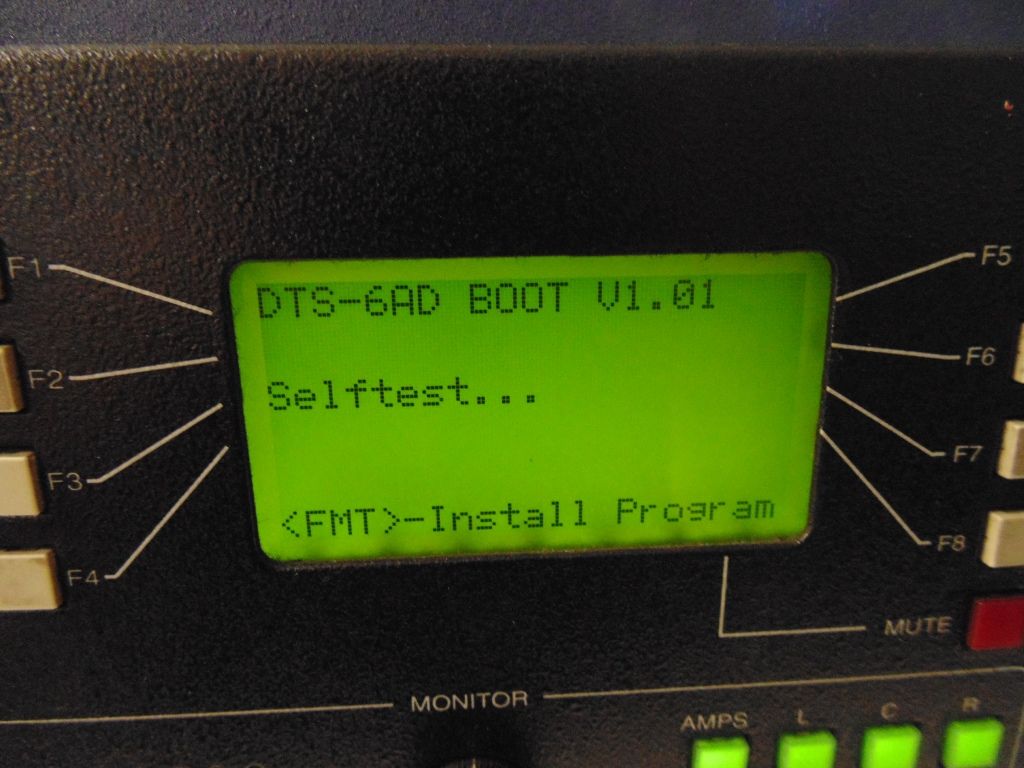 DTS-6AD BOOT V1.01
Selftest...
<FMT>-Install Program
F1
F2
F3
F4
F5
F6
F7
F8
MUTE
MONITOR
AMPS L C R